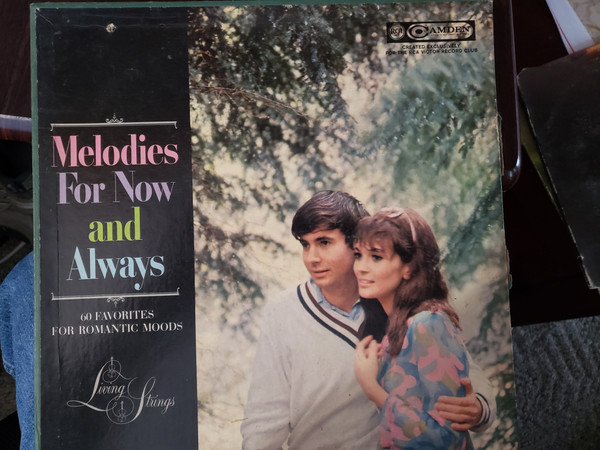 RCA CAMDEN
CREATED EXCLUSIVELY
FOR THE RCA VICTOR RECORD CLUB
Melodies
For Now
and
Always
60 FAVORITES
FOR ROMANTIC MOODS
Living Strings